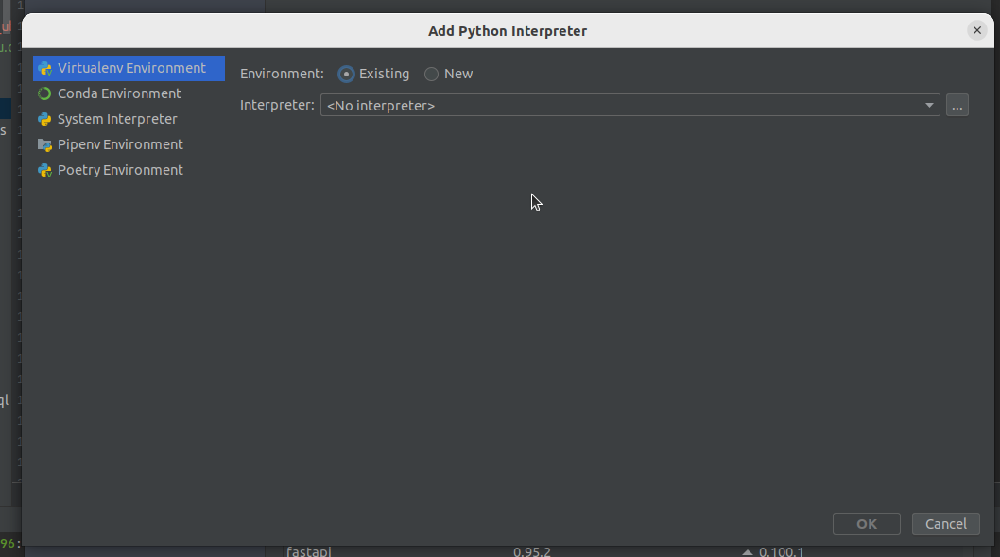 Add Python Interpreter
Virtualenv Environment
Conda Environment
System Interpreter
Pipenv Environment
Poetry Environment
Environment: Existing New
Interpreter: <No interpreter>
...
OK Cancel
96:
fastapi 0.95.2 0.100.1